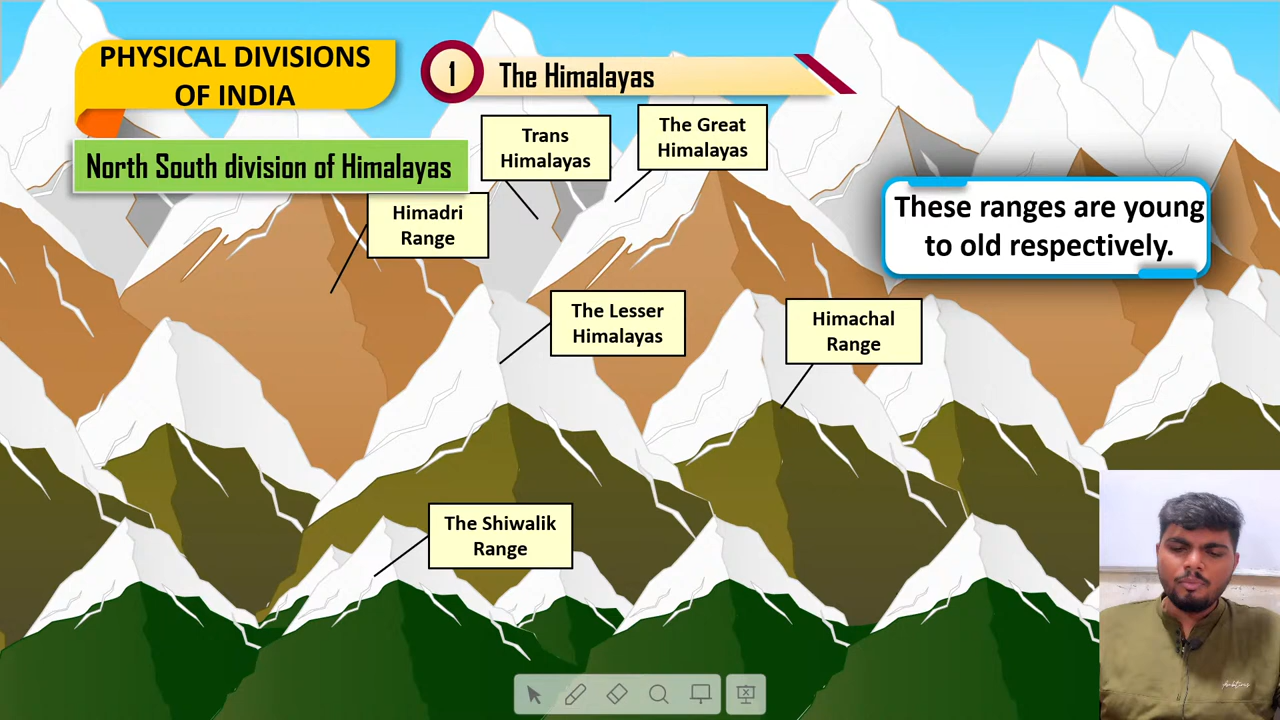 PHYSICAL DIVISIONS
OF INDIA
1
The Himalayas
North South division of Himalayas
Trans
Himalayas
The Great
Himalayas
Himadri
Range
These ranges are young
to old respectively.
The Lesser
Himalayas
Himachal
Range
The Shiwalik
Range